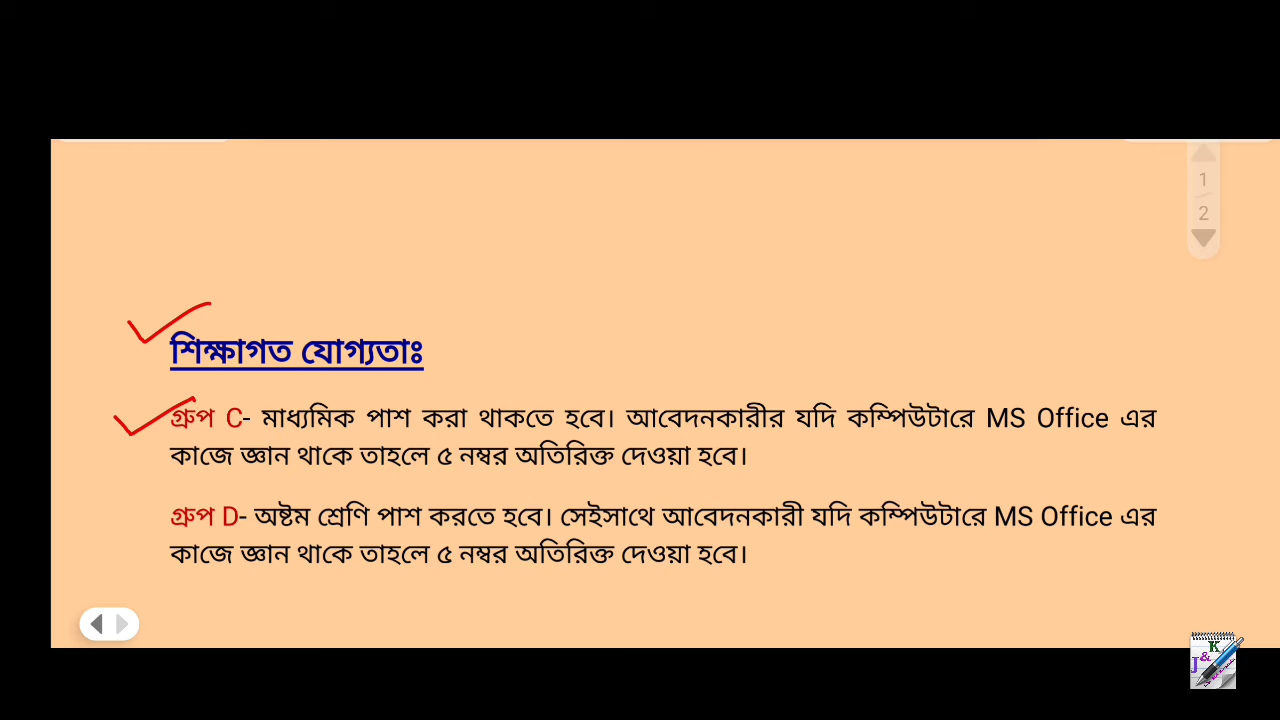 1
2
শিক্ষাগত যোগ্যতাঃ
গ্রুপ C- মাধ্যমিক পাশ করা থাকতে হবে। আবেদনকারীর যদি কম্পিউটারে MS Office এর
কাজে জ্ঞান থাকে তাহলে ৫ নম্বর অতিরিক্ত দেওয়া হবে।
গ্রুপ D- অষ্টম শ্রেণি পাশ করতে হবে। সেইসাথে আবেদনকারী যদি কম্পিউটারে MS Office এর
কাজে জ্ঞান থাকে তাহলে ৫ নম্বর অতিরিক্ত দেওয়া হবে।
J & K